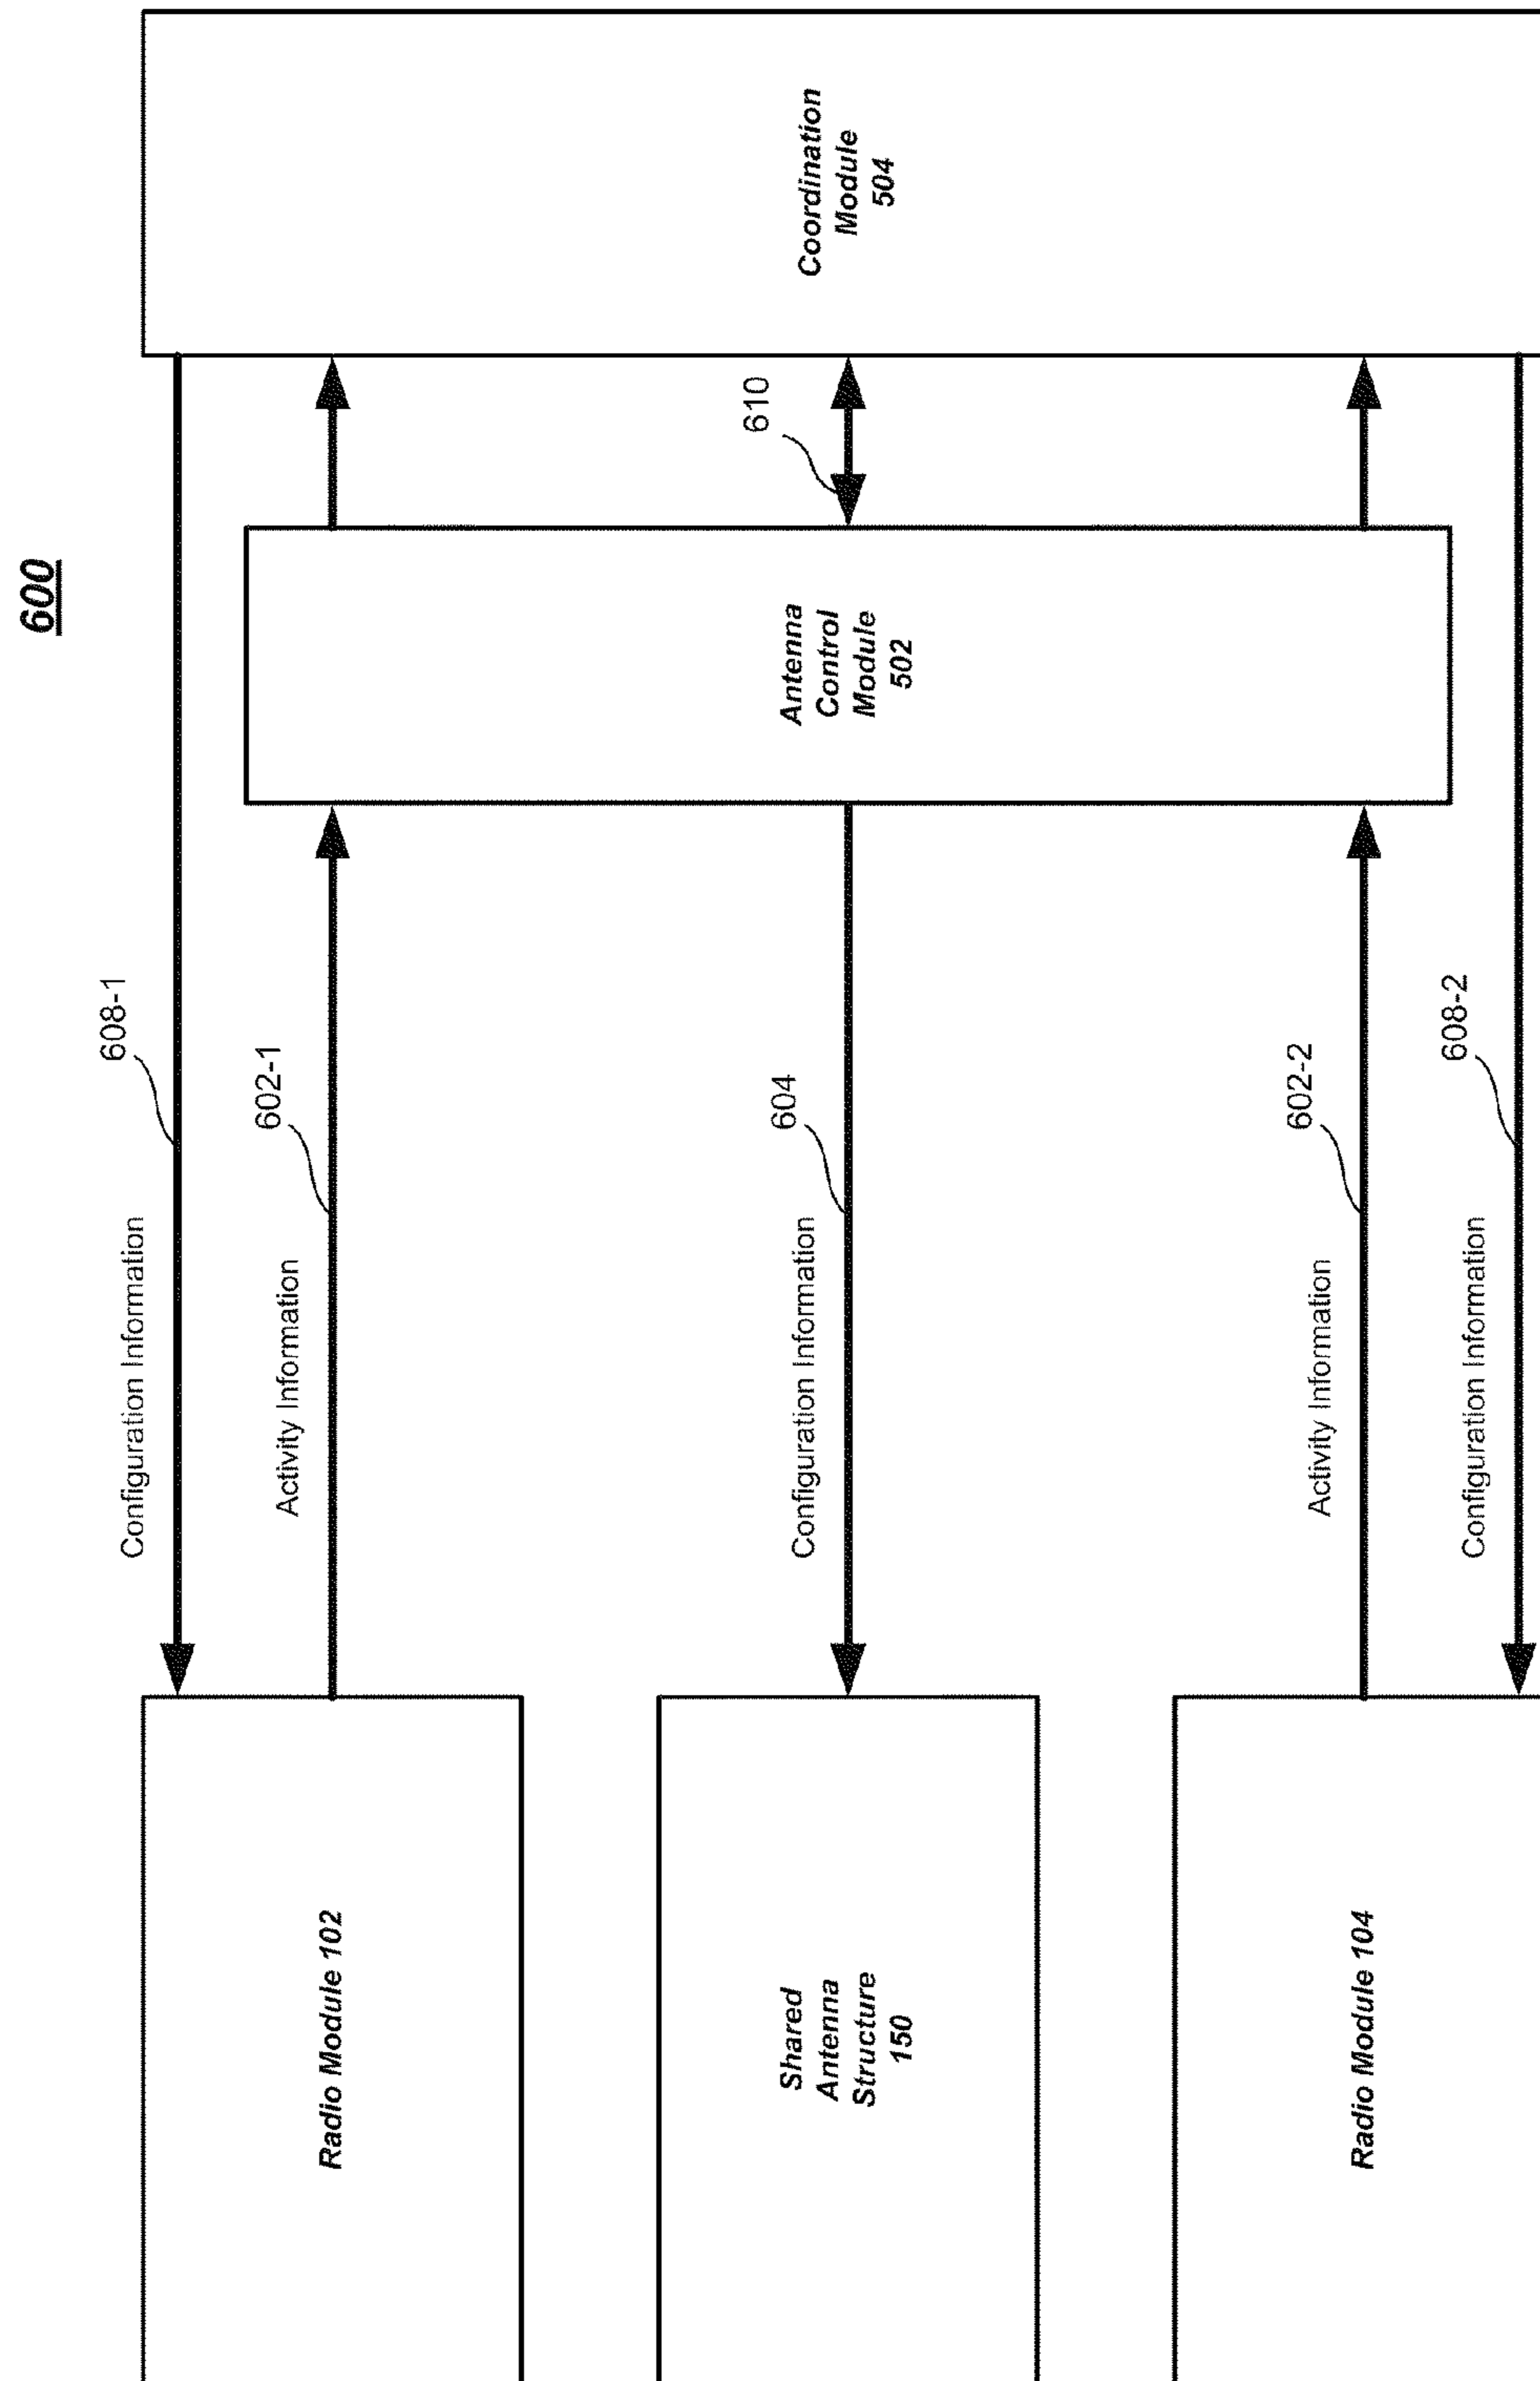 600
608-1
Configuration Information
602-1
Activity Information
Radio Module 102
Coordination
Module
504
610
Antenna
Control
Module
502
604
Configuration Information
Shared
Antenna
Structure
150
602-2
Activity Information
608-2
Configuration Information
Radio Module 104